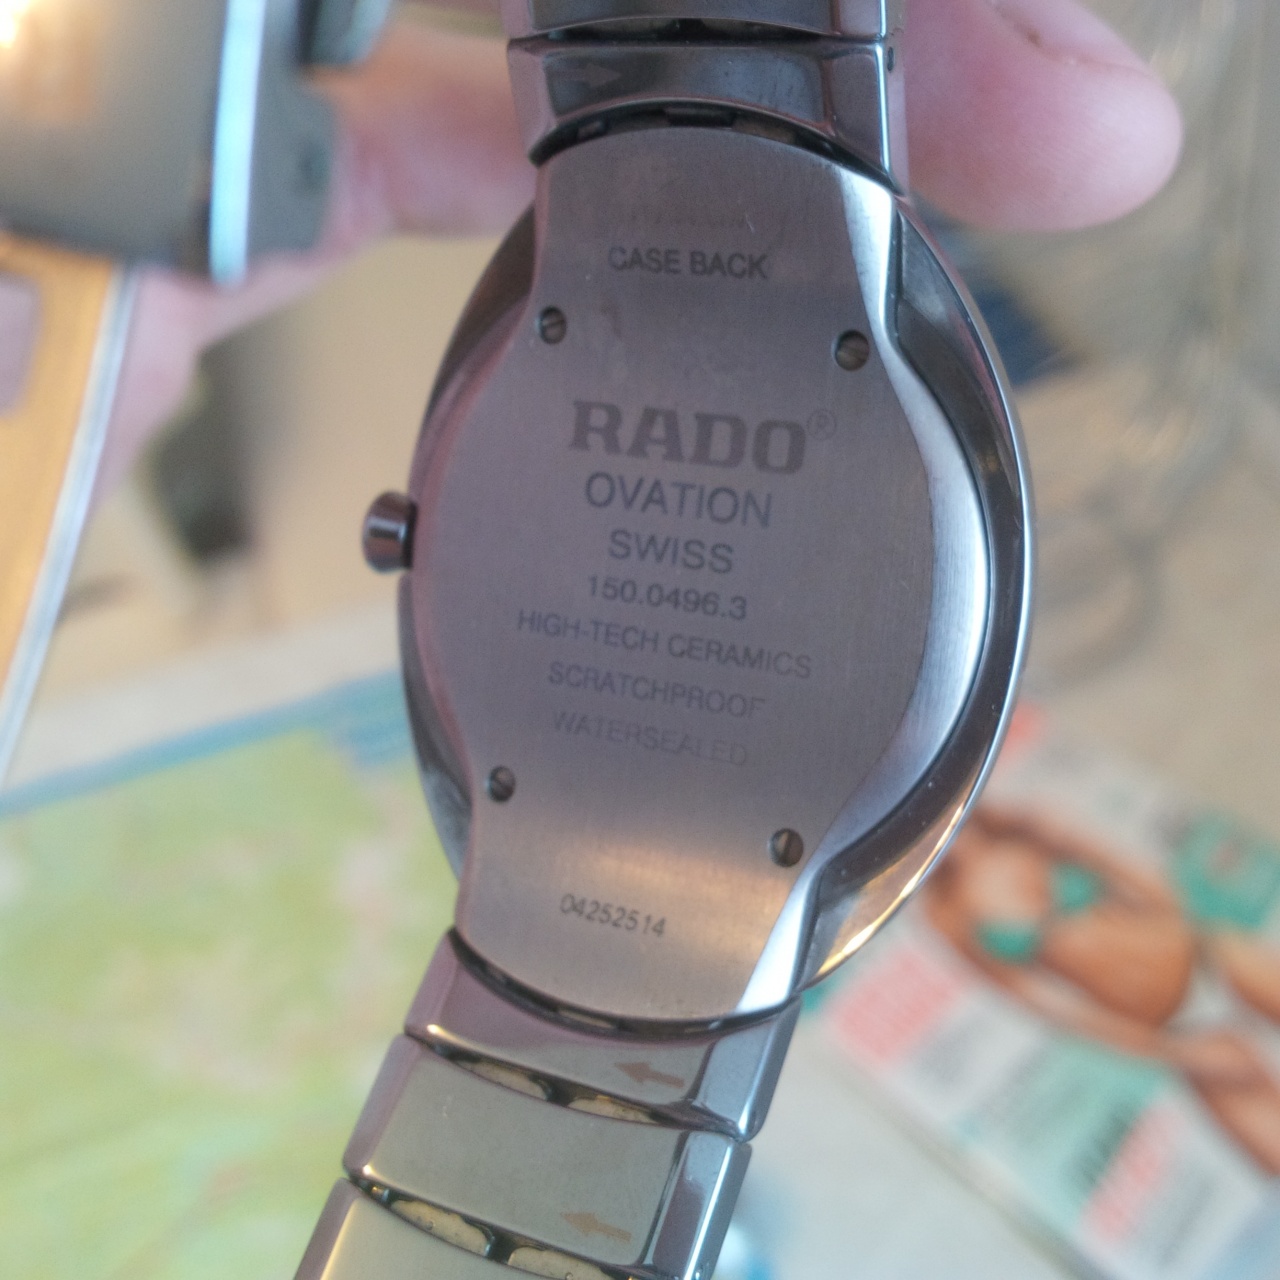 CASE BACK
RADO®
OVATION
SWISS
150.0496.3
HIGH-TECH CERAMICS
SCRATCHPROOF
WATERSEALED
04252514